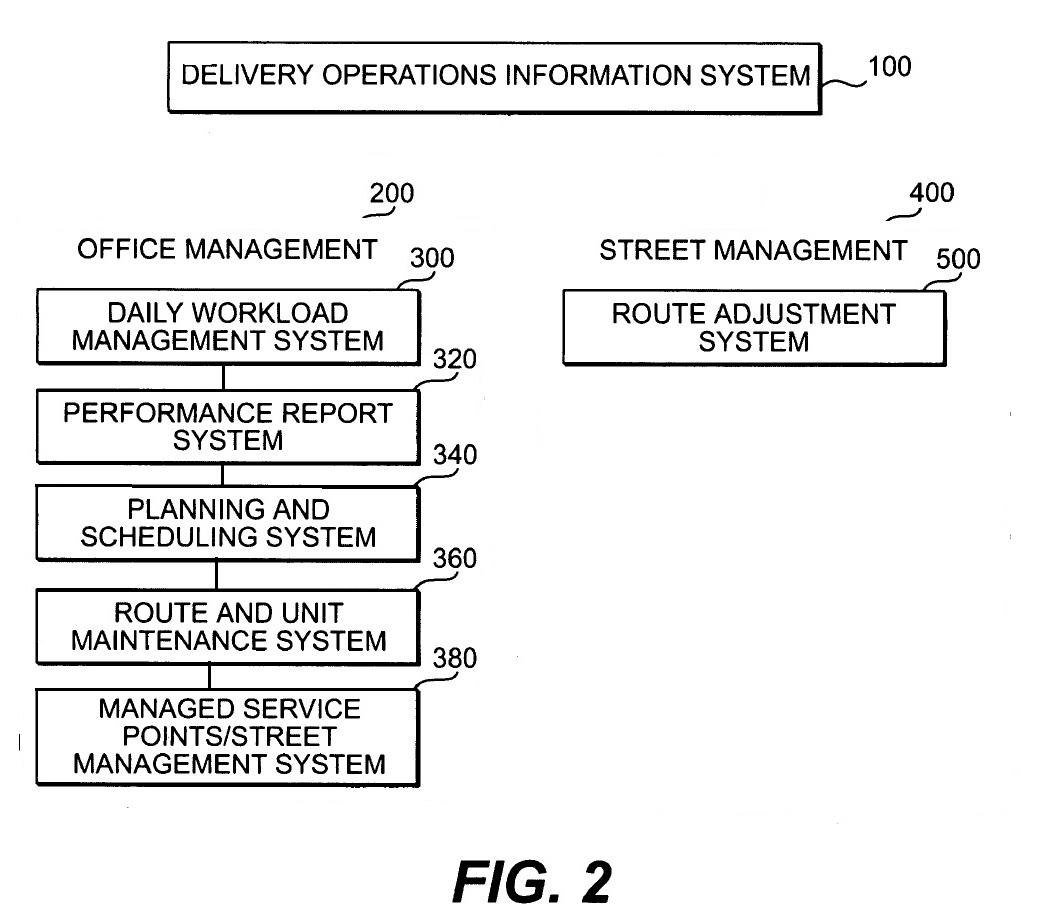 DELIVERY OPERATIONS INFORMATION SYSTEM
100
200
OFFICE MANAGEMENT
300
DAILY WORKLOAD
MANAGEMENT SYSTEM
320
PERFORMANCE REPORT
SYSTEM
340
PLANNING AND
SCHEDULING SYSTEM
360
ROUTE AND UNIT
MAINTENANCE SYSTEM
380
MANAGED SERVICE
POINTS/STREET
MANAGEMENT SYSTEM
400
STREET MANAGEMENT
500
ROUTE ADJUSTMENT
SYSTEM
FIG. 2